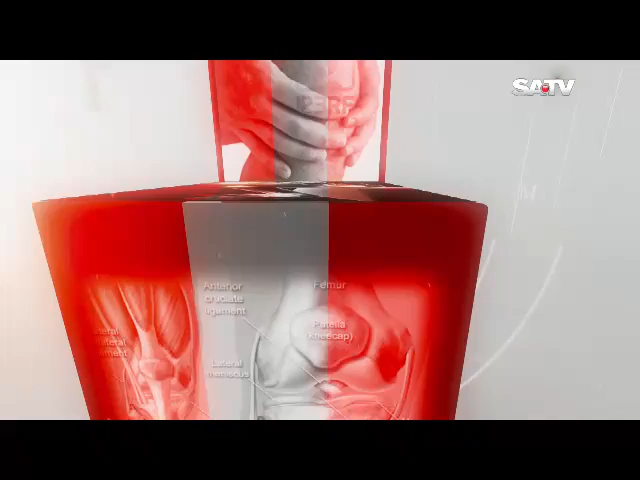 SATV
Anterior
cruciate
ligament
Femur
Patella
(kneecap)
Lateral
meniscus